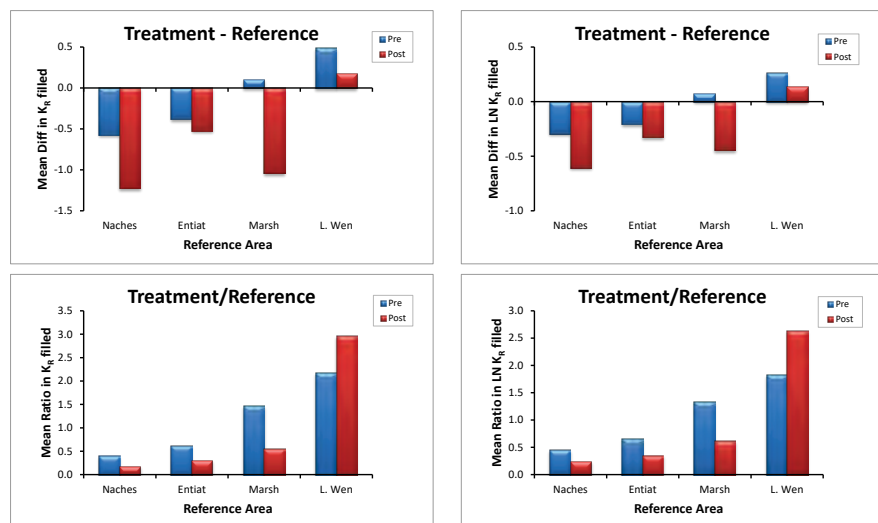 Treatment - Reference
Pre
Post
Mean Diff in KR filled
0.5
0.0
-0.5
-1.0
-1.5
Naches Entiat Marsh L. Wen
Reference Area
Treatment - Reference
Pre
Post
Mean Diff in LN KR filled
0.5
0.0
-0.5
-1.0
Naches Entiat Marsh L. Wen
Reference Area
Treatment/Reference
Pre
Post
Mean Ratio in KR filled
3.5
3.0
2.5
2.0
1.5
1.0
0.5
0.0
Naches Entiat Marsh L. Wen
Reference Area
Treatment/Reference
Pre
Post
Mean Ratio in LN KR filled
3.0
2.5
2.0
1.5
1.0
0.5
0.0
Naches Entiat Marsh L. Wen
Reference Area